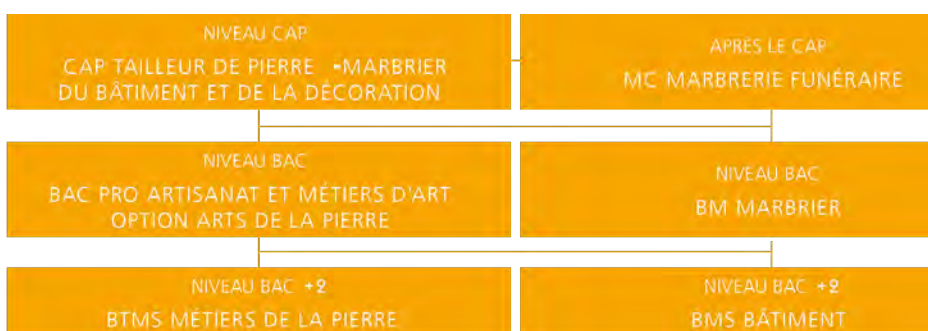 NIVEAU CAP
CAP TAILLEUR DE PIERRE -MARBRIER
DU BÂTIMENT ET DE LA DÉCORATION
APRÈS LE CAP
MC MARBRERIE FUNÉRAIRE
NIVEAU BAC
BAC PRO ARTISANAT ET MÉTIERS D'ART
OPTION ARTS DE LA PIERRE
NIVEAU BAC
BM MARBRIER
NIVEAU BAC +2
BTMS MÉTIERS DE LA PIERRE
NIVEAU BAC +2
BMS BÂTIMENT